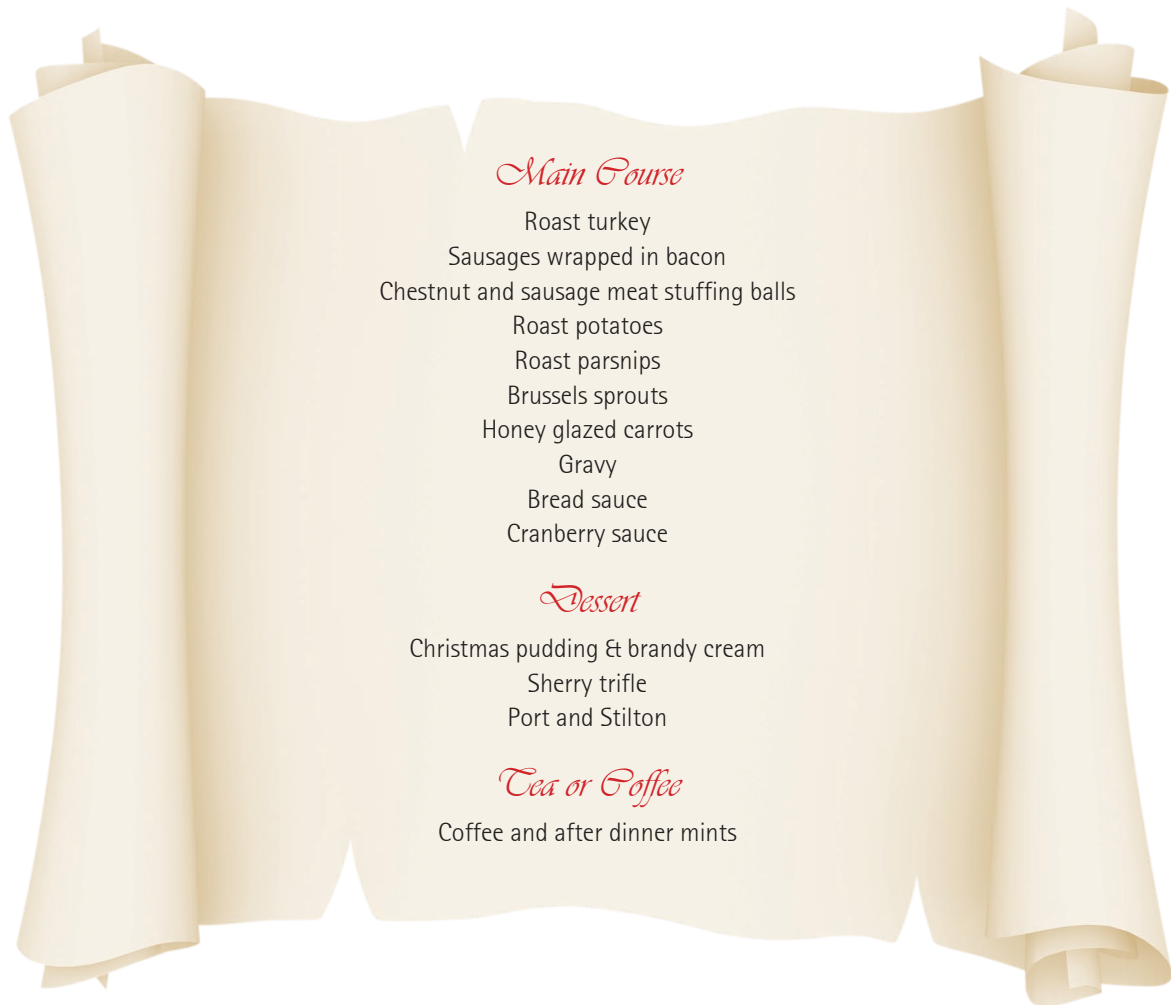 Main Course
Roast turkey
Sausages wrapped in bacon
Chestnut and sausage meat stuffing balls
Roast potatoes
Roast parsnips
Brussels sprouts
Honey glazed carrots
Gravy
Bread sauce
Cranberry sauce
Dessert
Christmas pudding & brandy cream
Sherry trifle
Port and Stilton
Tea or Coffee
Coffee and after dinner mints